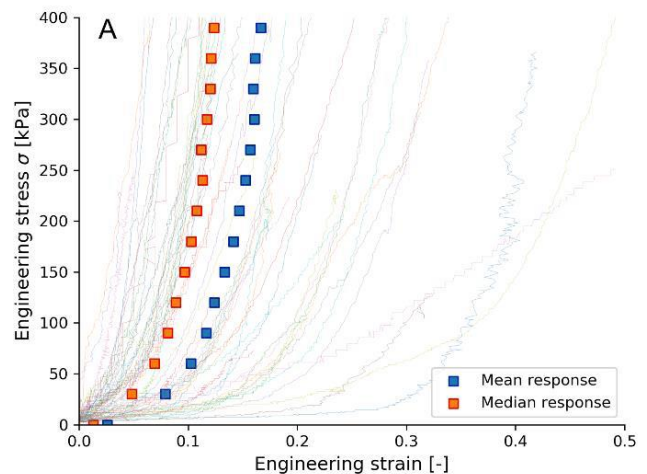 A
400
350
300
250
200
150
100
50
0
Engineering stress σ [kPa]
0.0 0.1 0.2 0.3 0.4 0.5
Engineering strain [-]
Mean response
Median response